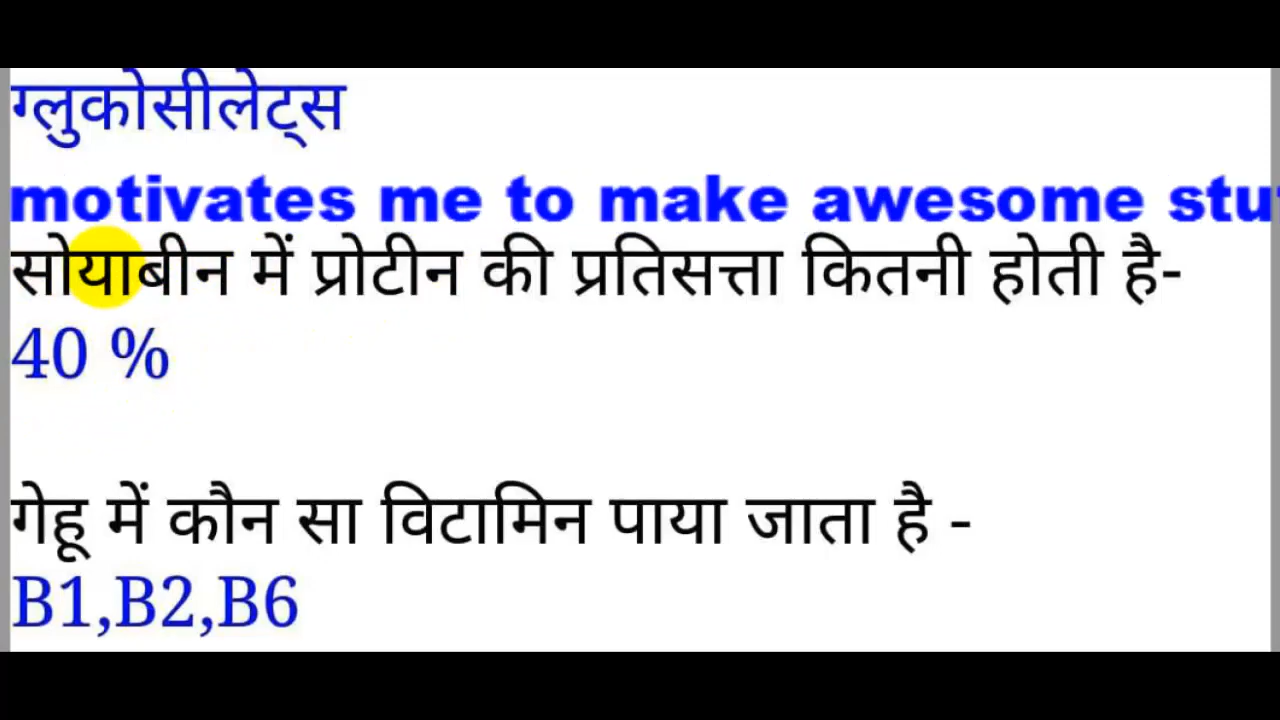 ग्लुकोसीलेट्स
motivates me to make awesome stu
सोयाबीन में प्रोटीन की प्रतिसत्ता कितनी होती है-
40 %
गेहू में कौन सा विटामिन पाया जाता है -
B1,B2,B6